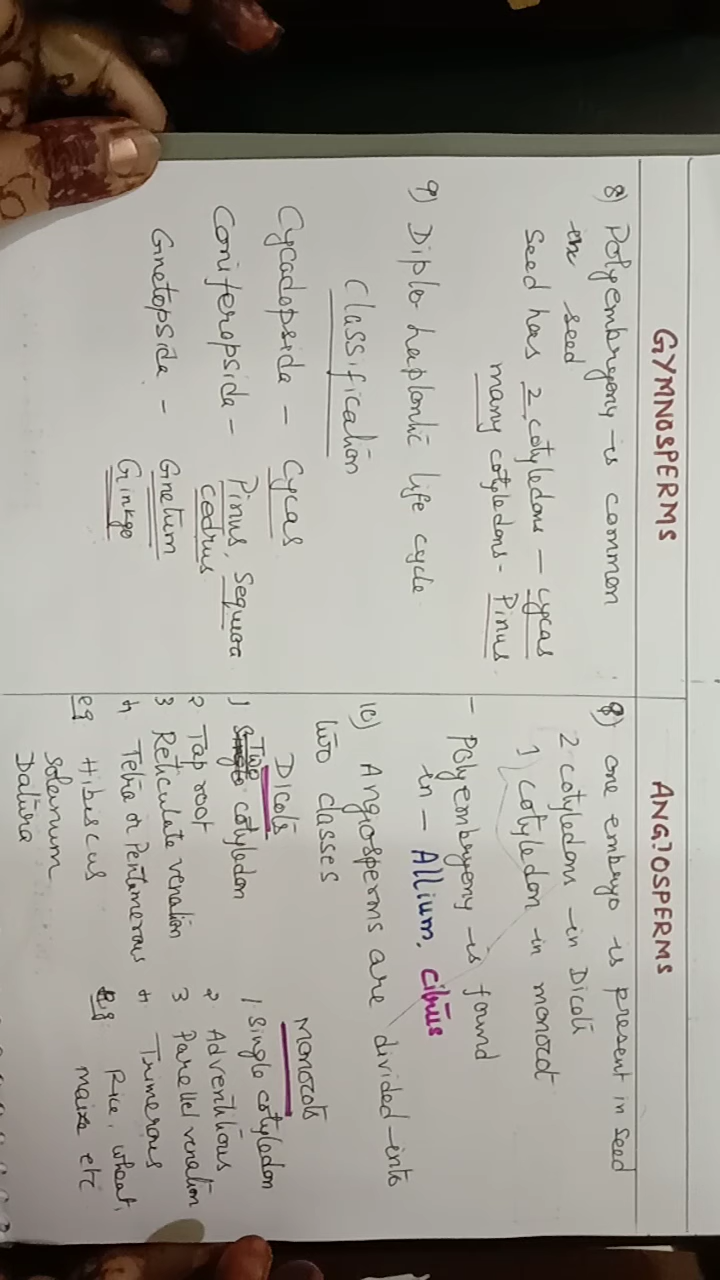 GYMNOSPERMS
8) Polyembryony is common
in seed
Seed has 2 cotyledons - Cycas
many cotyledons - Pinus.
9) Diplo haplontic life cycle.
Classification
Cycadopsida - Cycas
Coniferopsida - Pinus, Sequoia
Cedrus
Gnetopsida - Gnetum
Ginkgo
ANGIOSPERMS
9) one embryo is present in seed
2 cotyledons in Dicots
1 cotyledon in monocot
- Polyembryony is found
in - Allium, Citrus
10) Angiosperms are divided into
two classes
Dicots
1 Two cotyledon
2 Tap root
3 Reticulate venation
4 Tetra or Pentamerous
eg Hibiscus
Solanum
Datura
Monocots
1 Single cotyledon
2 Adventitious
3 Parellel venation
4 Trimerous
eg Rice, wheat,
maize etc